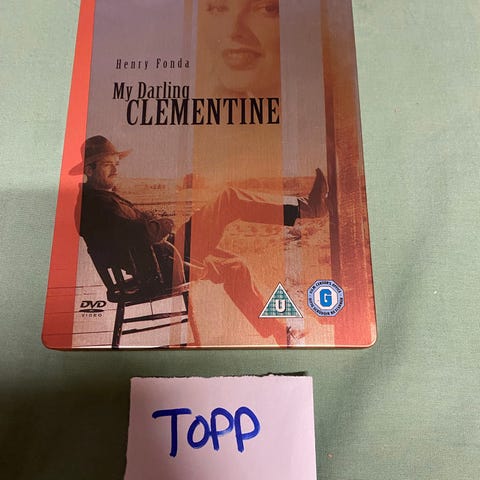 Henry Fonda
My Darling
CLEMENTINE
DVD
VIDEO
U
G
TOPP